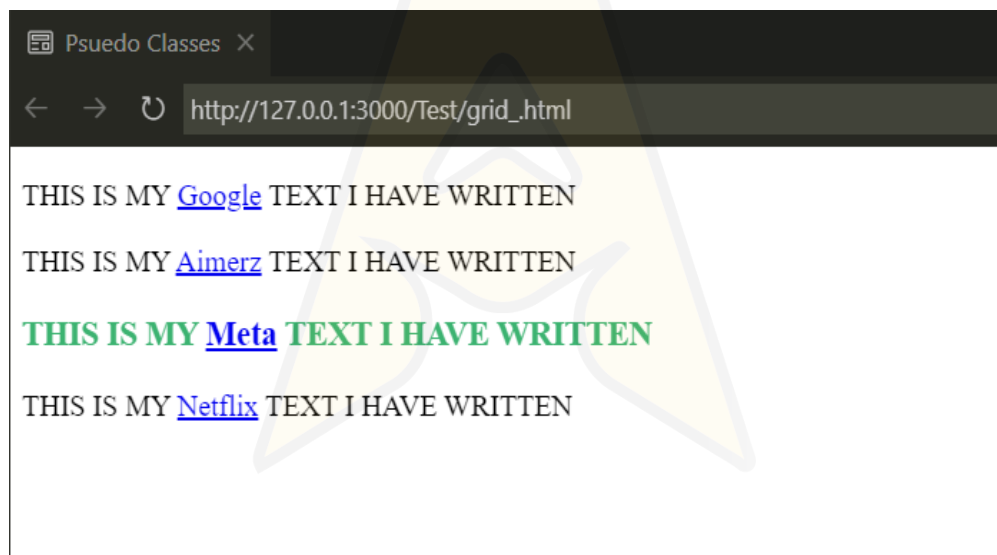 Psuedo Classes
http://127.0.0.1:3000/Test/grid_.html
THIS IS MY Google TEXT I HAVE WRITTEN
THIS IS MY Aimerz TEXT I HAVE WRITTEN
THIS IS MY Meta TEXT I HAVE WRITTEN
THIS IS MY Netflix TEXT I HAVE WRITTEN